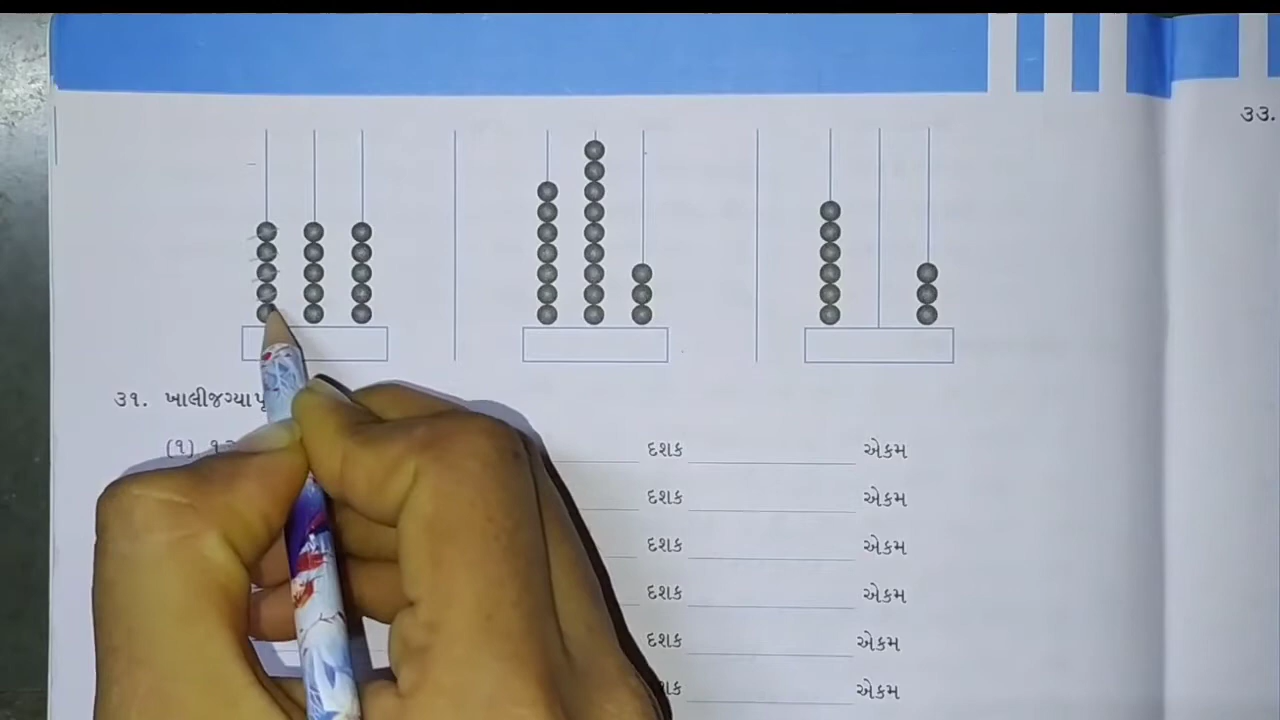 ૩૩.
૩૧. ખાલીજગ્યા
(૧) દશક એકમ
દશક એકમ
દશક એકમ
દશક એકમ
દશક એકમ
એકમ